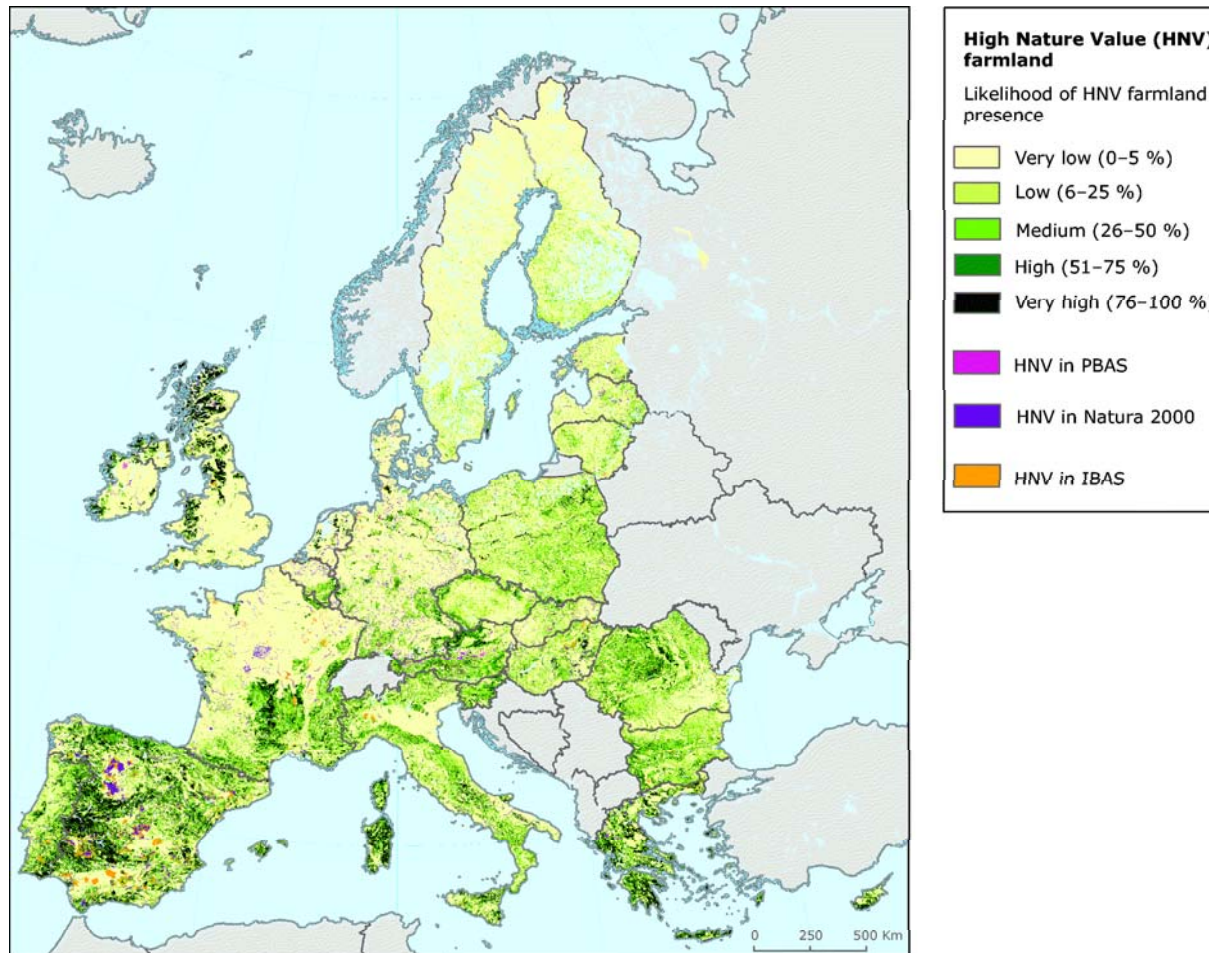 High Nature Value (HNV)
farmland
Likelihood of HNV farmland
presence
Very low (0–5 %)
Low (6–25 %)
Medium (26–50 %)
High (51–75 %)
Very high (76–100 %)
HNV in PBAS
HNV in Natura 2000
HNV in IBAS
0 250 500 Km